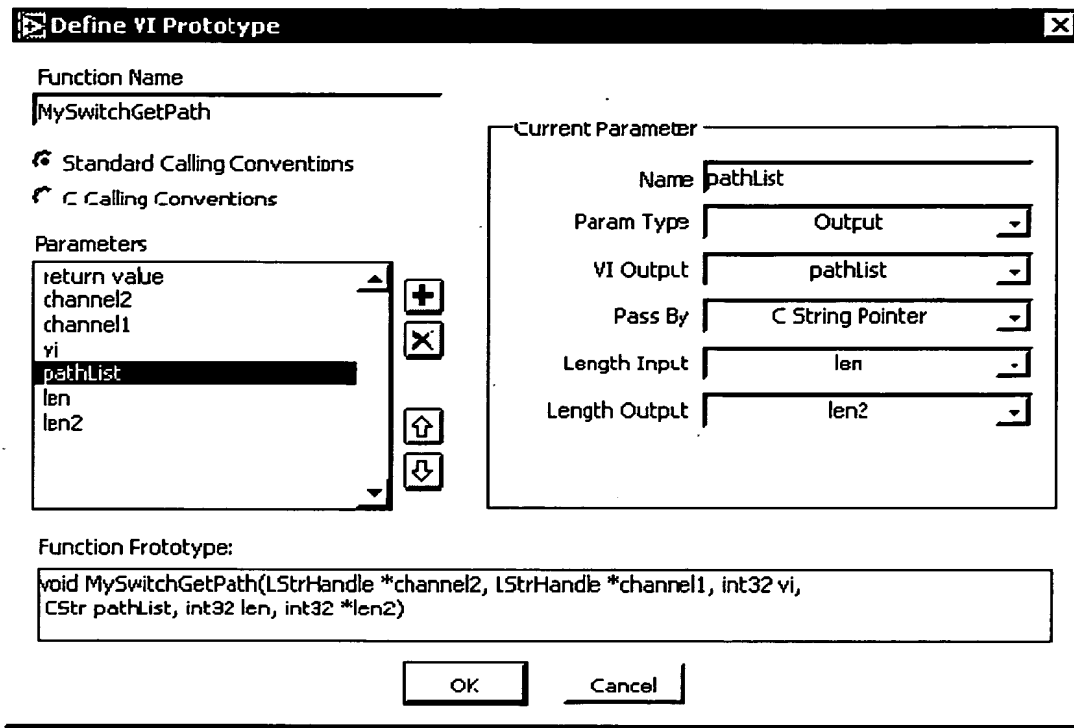 Define VI Prototype
Function Name
MySwitchGetPath
Standard Calling Conventions
C Calling Conventions
Parameters
return value
channel2
channel1
vi
pathList
len
len2
Current Parameter
Name pathList
Param Type Output
VI Output pathList
Pass By C String Pointer
Length Input len
Length Output len2
Function Frototype:
void MySwitchGetPath(LStrHandle *channel2, LStrHandle *channel1, int32 vi,
CStr pathList, int32 len, int32 *len2)
OK Cancel